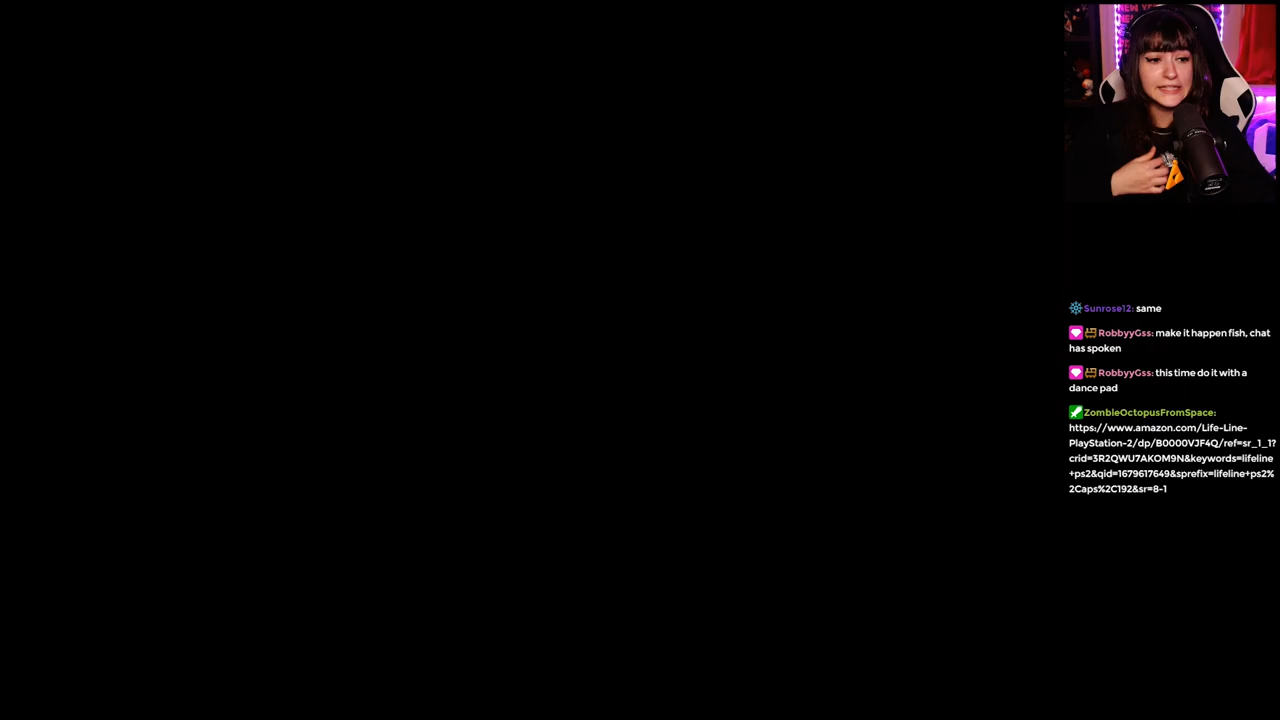 NEW YORK
Sunrose12: same
RobbyyGss: make it happen fish, chat
has spoken
RobbyyGss: this time do it with a
dance pad
ZombieOctopusFromSpace:
https://www.amazon.com/Life-Line-
PlayStation-2/dp/B0000VJF4Q/ref=sr_1_1?
crid=3R2QWU7AKOM9N&keywords=lifeline
+ps2&qid=1679617649&sprefix=lifeline+ps2%
2Caps%2C192&sr=8-1